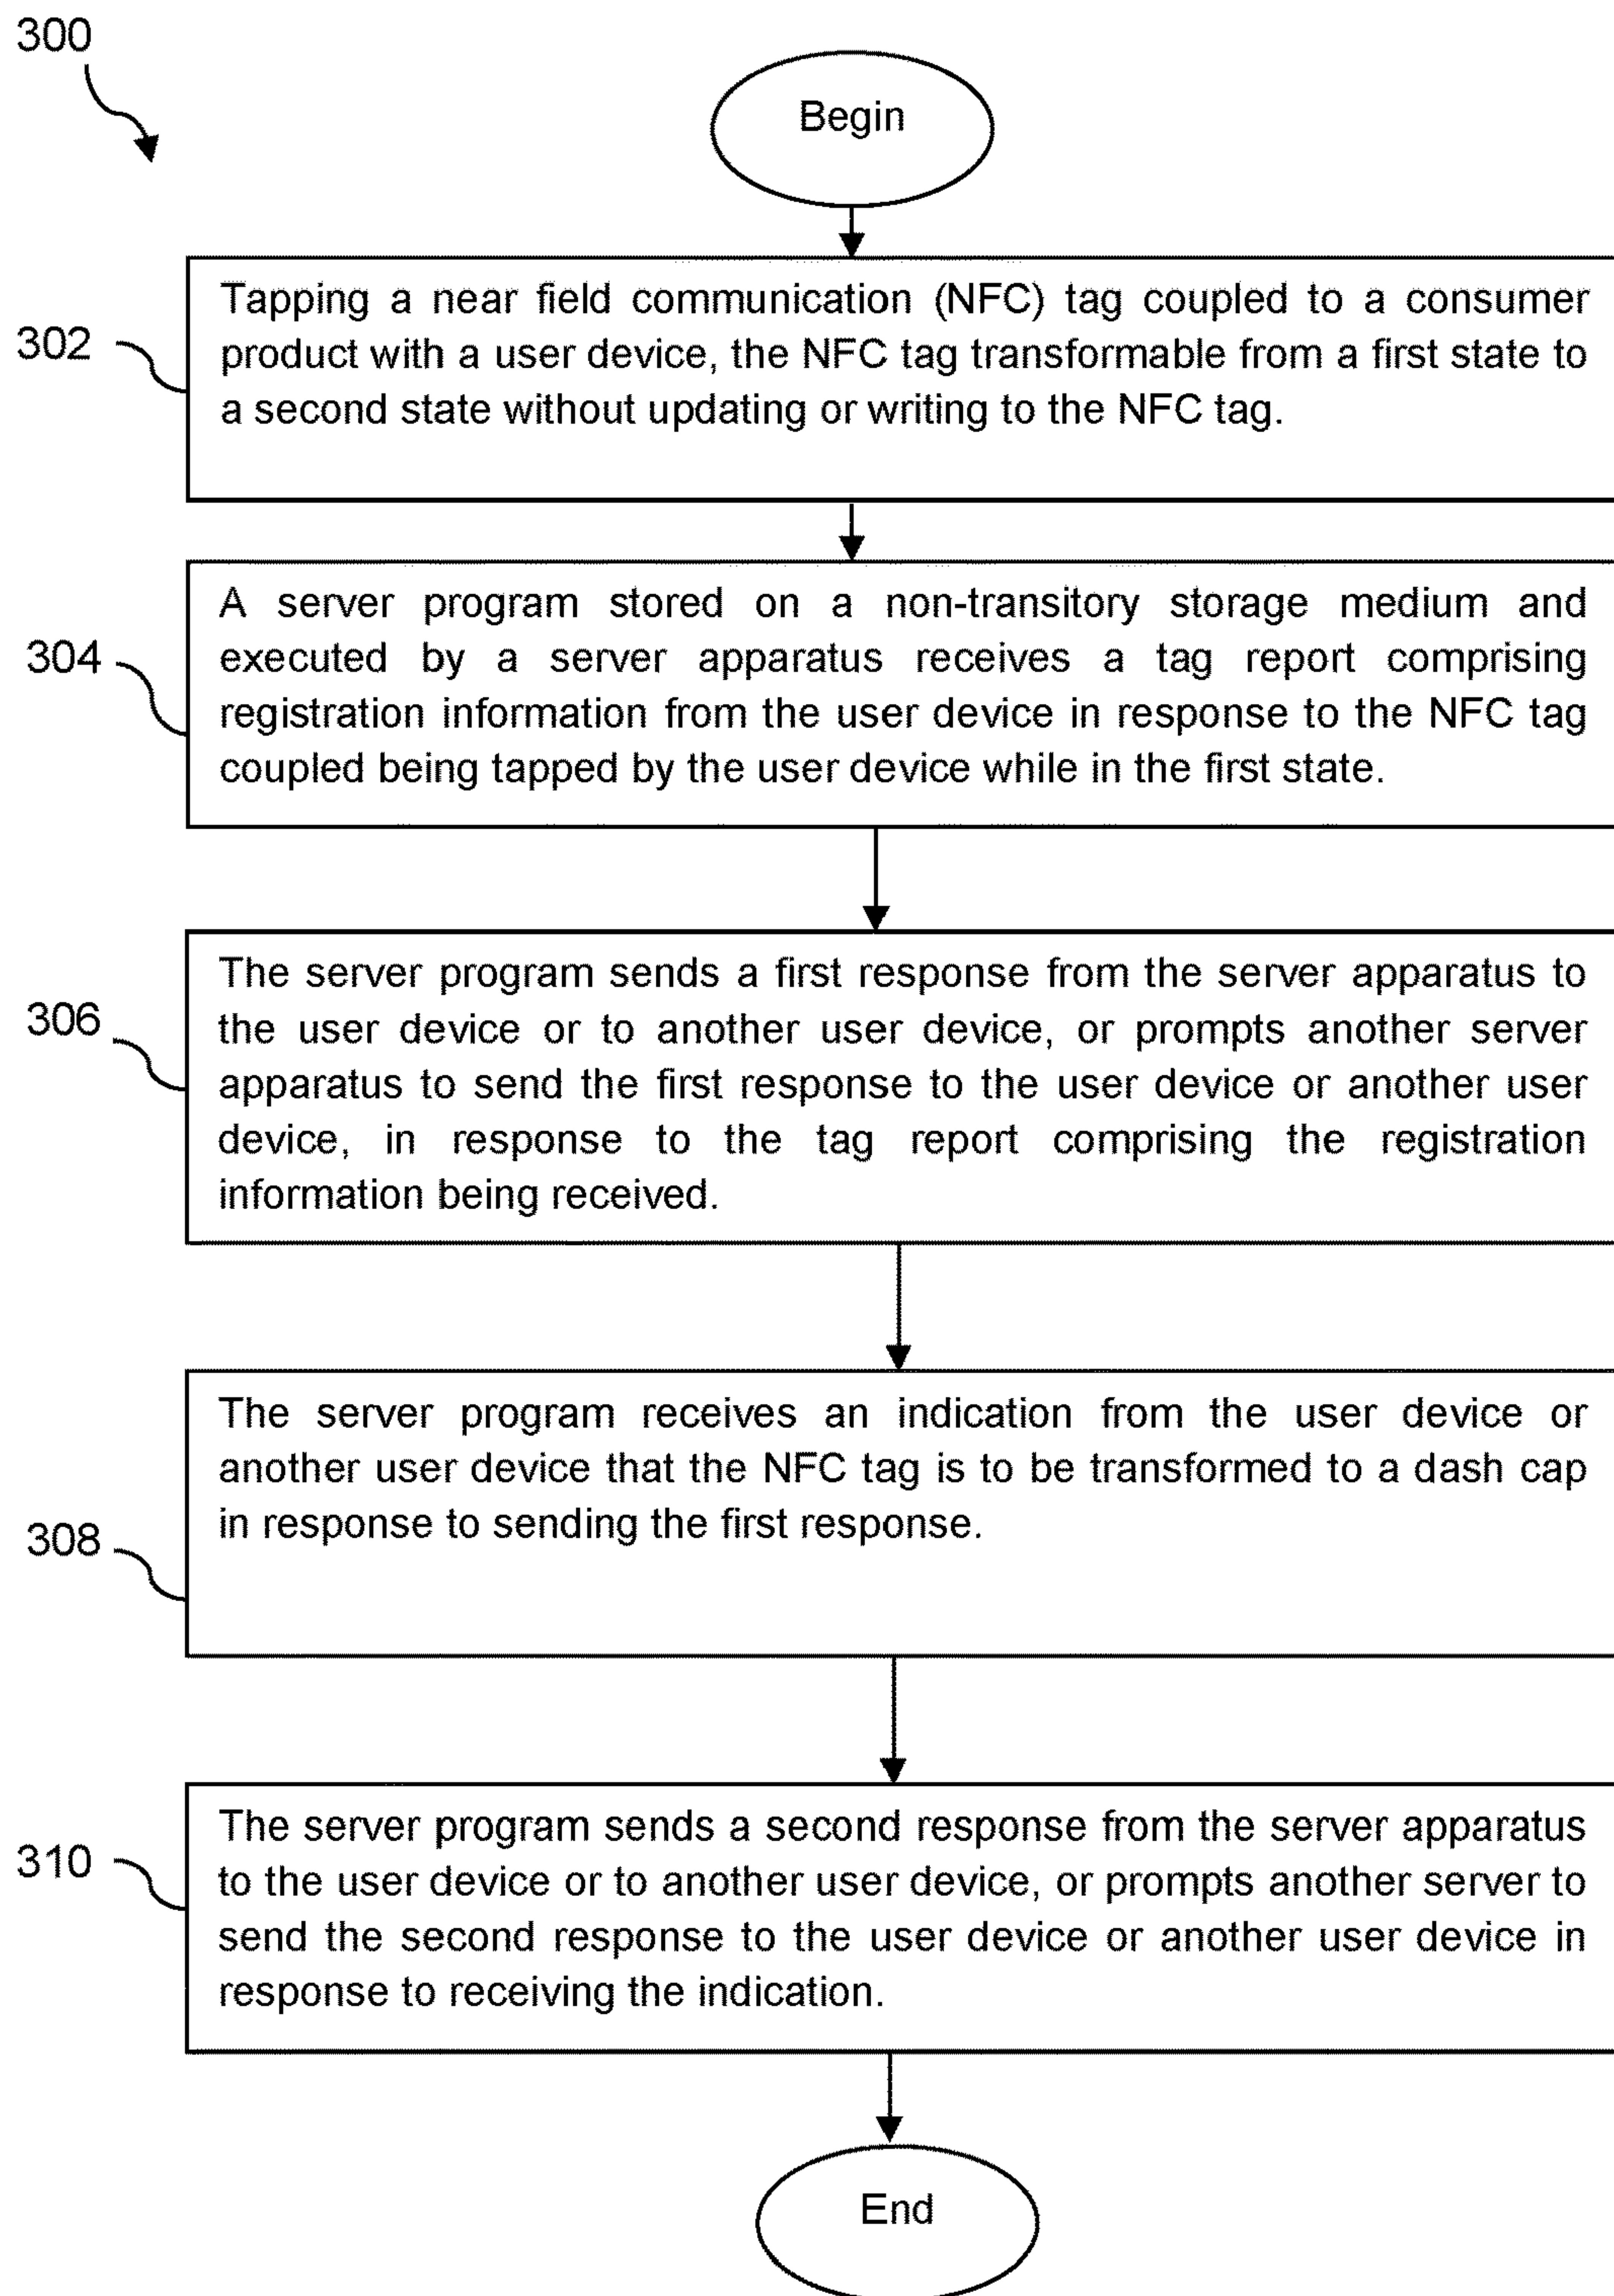 300
Begin
302
Tapping a near field communication (NFC) tag coupled to a consumer
product with a user device, the NFC tag transformable from a first state to
a second state without updating or writing to the NFC tag.
304
A server program stored on a non-transitory storage medium and
executed by a server apparatus receives a tag report comprising
registration information from the user device in response to the NFC tag
coupled being tapped by the user device while in the first state.
306
The server program sends a first response from the server apparatus to
the user device or to another user device, or prompts another server
apparatus to send the first response to the user device or another user
device, in response to the tag report comprising the registration
information being received.
308
The server program receives an indication from the user device or
another user device that the NFC tag is to be transformed to a dash cap
in response to sending the first response.
310
The server program sends a second response from the server apparatus
to the user device or to another user device, or prompts another server to
send the second response to the user device or another user device in
response to receiving the indication.
End